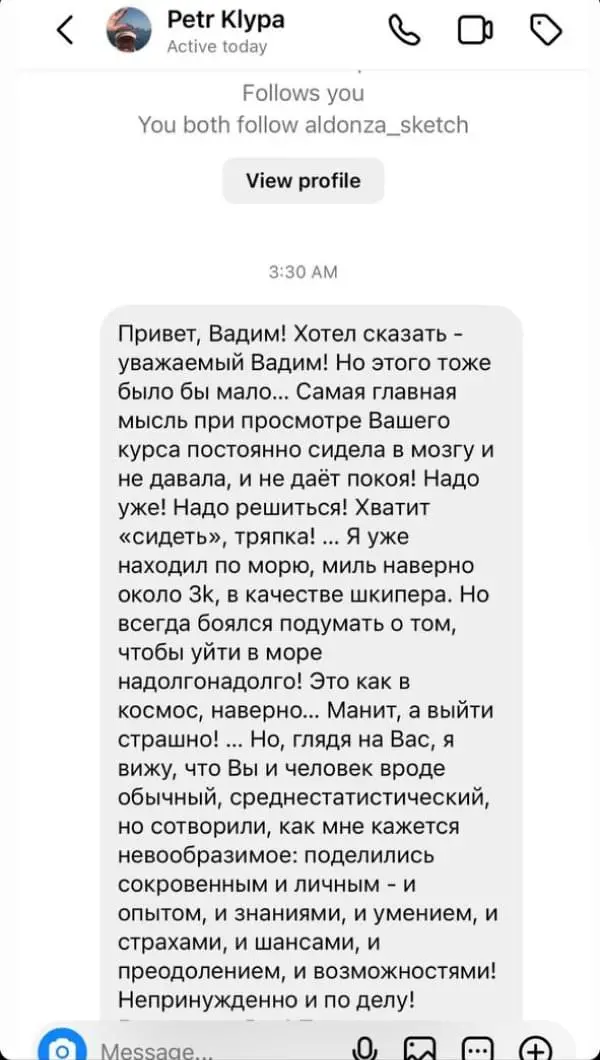 Petr Klypa
Active today
Follows you
You both follow aldonza_sketch
View profile
3:30 AM
Привет, Вадим! Хотел сказать -
уважаемый Вадим! Но этого тоже
было бы мало... Самая главная
мысль при просмотре Вашего
курса постоянно сидела в мозгу и
не давала, и не даёт покоя! Надо
уже! Надо решиться! Хватит
«сидеть», тряпка! ... Я уже
находил по морю, миль наверно
около 3k, в качестве шкипера. Но
всегда боялся подумать о том,
чтобы уйти в море
надолгонадолго! Это как в
космос, наверно... Манит, а выйти
страшно! ... Но, глядя на Вас, я
вижу, что Вы и человек вроде
обычный, среднестатистический,
но сотворили, как мне кажется
невообразимое: поделились
сокровенным и личным - и
опытом, и знаниями, и умением, и
страхами, и шансами, и
преодолением, и возможностями!
Непринужденно и по делу!
Message...